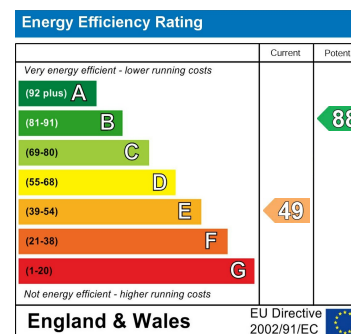 Energy Efficiency Rating
Current Potent
Very energy efficient - lower running costs
(92 plus) A
(81-91) B
88
(69-80) C
(55-68) D
(39-54) E
49
(21-38) F
(1-20) G
Not energy efficient - higher running costs
England & Wales
EU Directive
2002/91/EC